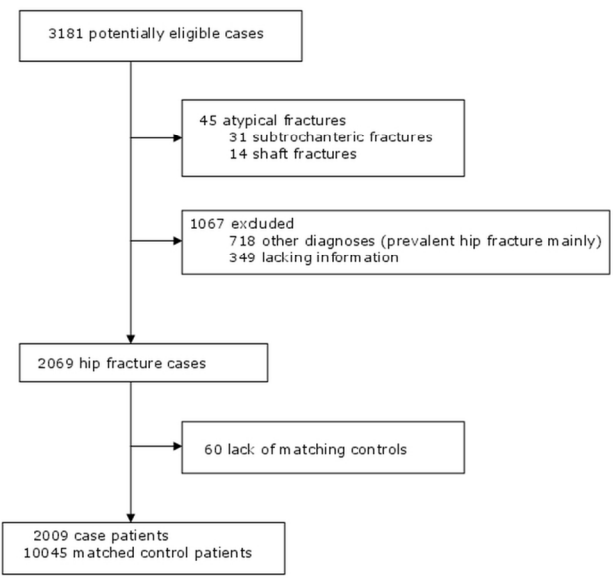 3181 potentially eligible cases
45 atypical fractures
31 subtrochanteric fractures
14 shaft fractures
1067 excluded
718 other diagnoses (prevalent hip fracture mainly)
349 lacking information
2069 hip fracture cases
60 lack of matching controls
2009 case patients
10045 matched control patients